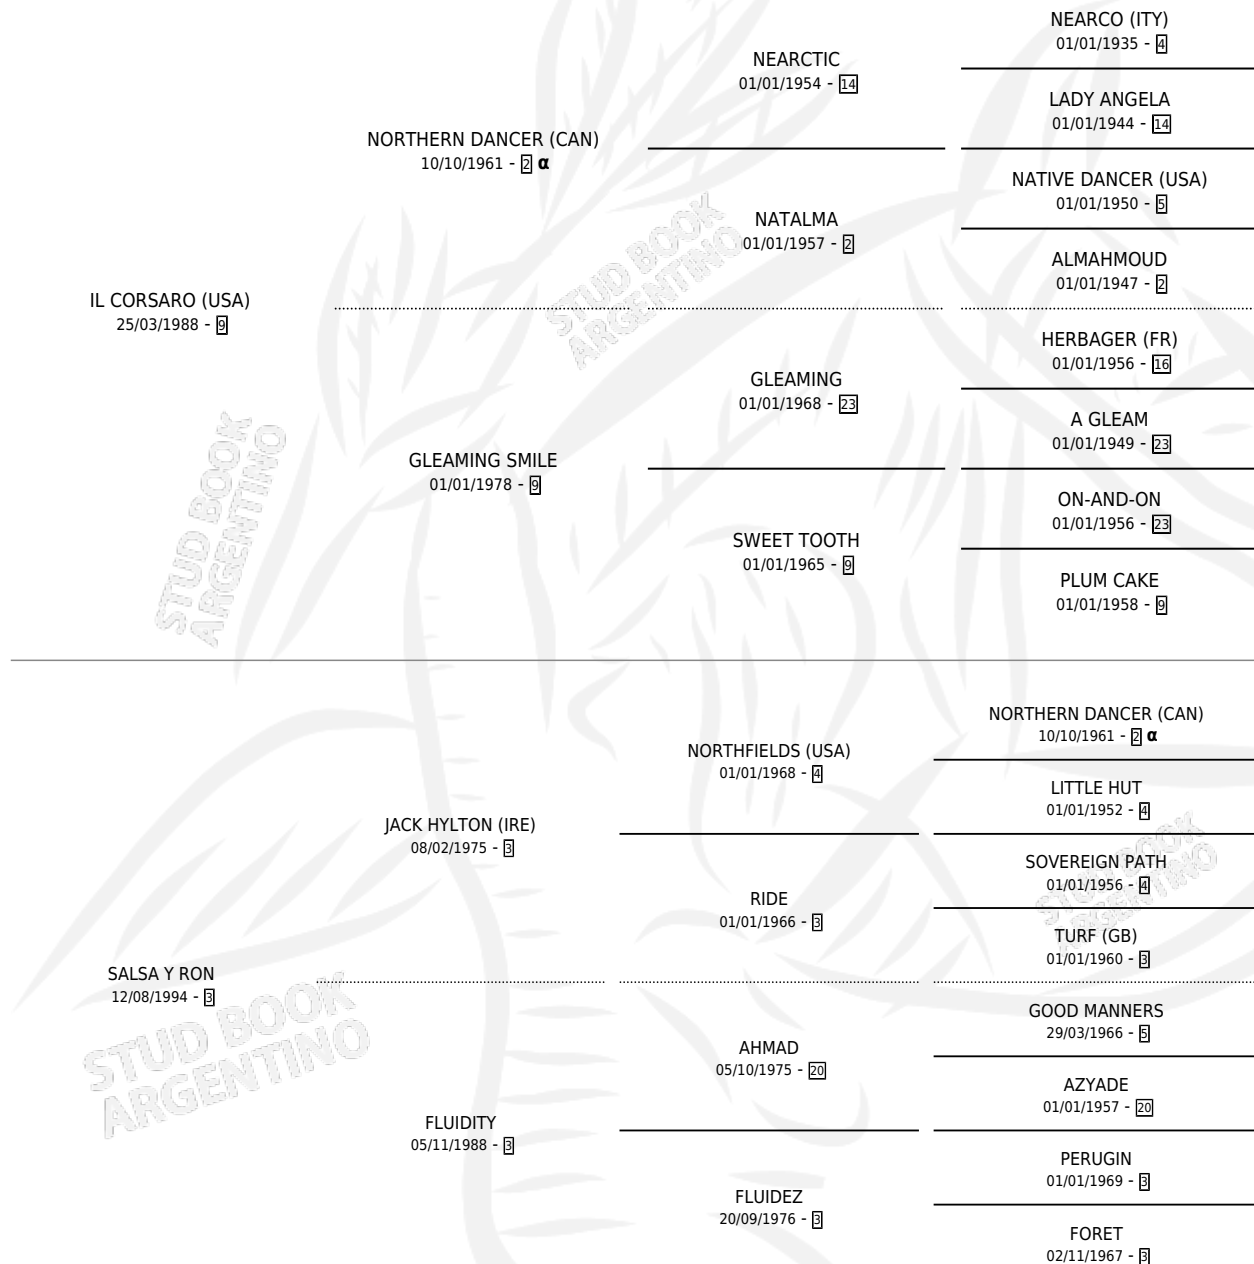 NEARCO (ITY)
01/01/1935 - 4
NEARCTIC
01/01/1954 - 14
LADY ANGELA
01/01/1944 - 14
NORTHERN DANCER (CAN)
10/10/1961 - 2 α
NATIVE DANCER (USA)
01/01/1950 - 5
NATALMA
01/01/1957 - 2
ALMAHMOUD
01/01/1947 - 2
IL CORSARO (USA)
25/03/1988 - 9
HERBAGER (FR)
01/01/1956 - 16
GLEAMING
01/01/1968 - 23
A GLEAM
01/01/1949 - 23
GLEAMING SMILE
01/01/1978 - 9
ON-AND-ON
01/01/1956 - 23
SWEET TOOTH
01/01/1965 - 9
PLUM CAKE
01/01/1958 - 9
NORTHERN DANCER (CAN)
10/10/1961 - 2 α
NORTHFIELDS (USA)
01/01/1968 - 4
LITTLE HUT
01/01/1952 - 4
JACK HYLTON (IRE)
08/02/1975 - 3
SOVEREIGN PATH
01/01/1956 - 4
RIDE
01/01/1966 - 3
TURF (GB)
01/01/1960 - 3
SALSA Y RON
12/08/1994 - 3
GOOD MANNERS
29/03/1966 - 5
AHMAD
05/10/1975 - 20
AZYADE
01/01/1957 - 20
FLUIDITY
05/11/1988 - 3
PERUGIN
01/01/1969 - 3
FLUIDEZ
20/09/1976 - 3
FORET
02/11/1967 - 3
STUD BOOK
ARGENTINO
STUD BOOK
ARGENTINO
STUD BOOK
ARGENTINO
STUD BOOK
ARGENTINO